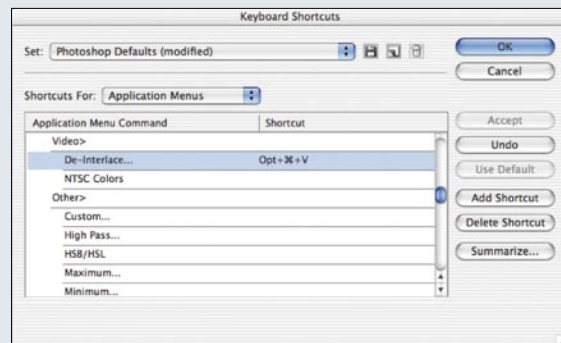 Keyboard Shortcuts
Set: Photoshop Defaults (modified)
OK
Cancel
Shortcuts For: Application Menus
Application Menu Command Shortcut
Accept
Video>
Undo
De-Interlace... Opt+⌘+V
Use Default
NTSC Colors
Other>
Add Shortcut
Custom...
Delete Shortcut
High Pass...
HSB/HSL
Summarize...
Maximum...
Minimum...